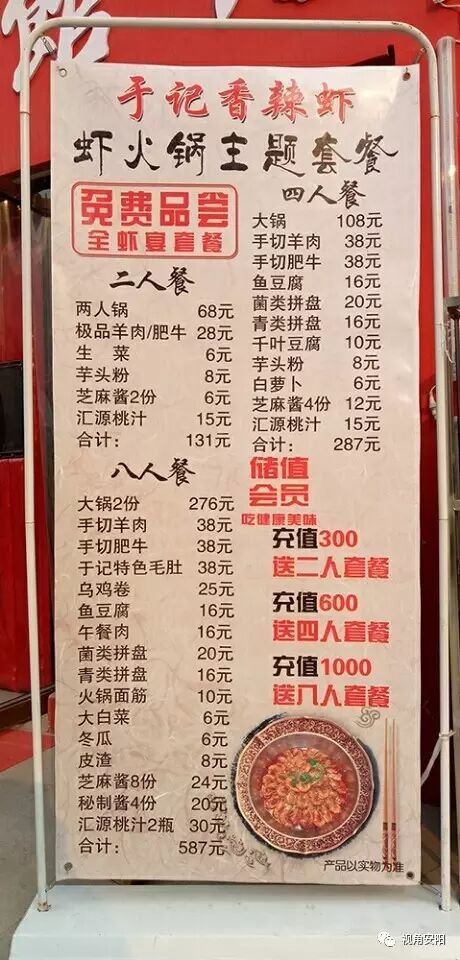 于记香辣虾
虾火锅主题套餐
免费品尝
全虾宴套餐
二人餐
两人锅 68元
极品羊肉/肥牛 28元
生 菜 6元
芋头粉 8元
芝麻酱2份 6元
汇源桃汁 15元
合计： 131元
四人餐
大锅 108元
手切羊肉 38元
手切肥牛 38元
鱼豆腐 16元
菌类拼盘 20元
青类拼盘 16元
千叶豆腐 10元
芋头粉 8元
白萝卜 6元
芝麻酱4份 12元
汇源桃汁 15元
合计： 287元
八人餐
大锅2份 276元
手切羊肉 38元
手切肥牛 38元
于记特色毛肚 38元
乌鸡卷 25元
鱼豆腐 16元
午餐肉 16元
菌类拼盘 20元
青类拼盘 16元
火锅面筋 10元
大白菜 6元
冬瓜 6元
皮渣 8元
芝麻酱8份 24元
秘制酱4份 20元
汇源桃汁2瓶 30元
合计： 587元
储值
会员
吃健康美味
充值300
送二人套餐
充值600
送四人套餐
充值1000
送八人套餐
产品以实物为准
视角安阳